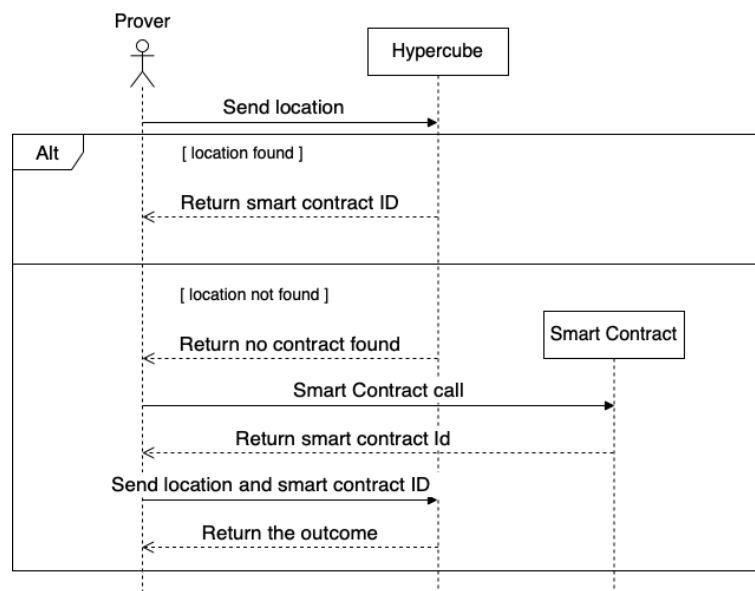 Prover
Hypercube
Send location
Alt
[ location found ]
Return smart contract ID
[ location not found ]
Smart Contract
Return no contract found
Smart Contract call
Return smart contract Id
Send location and smart contract ID
Return the outcome